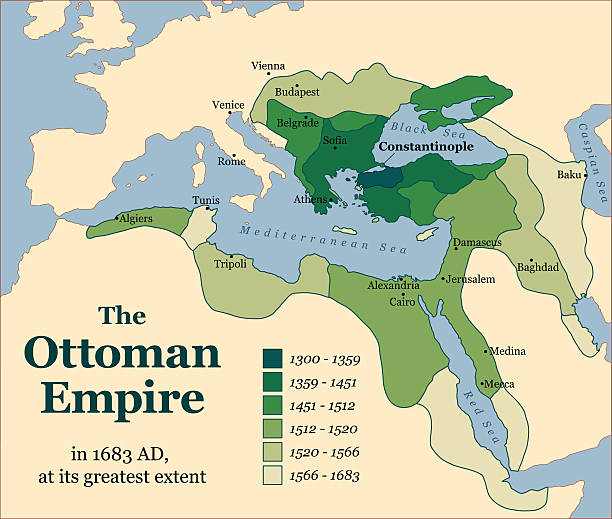 Vienna
Budapest
Venice
Belgrade
Black Sea
Caspian Sea
Sofia
Constantinople
Rome
Baku
Tunis
Athens
Algiers
Mediterranean Sea
Damascus
Tripoli
Baghdad
Alexandria
Jerusalem
Cairo
The
Ottoman
Empire
in 1683 AD,
at its greatest extent
1300 - 1359
1359 - 1451
1451 - 1512
1512 - 1520
1520 - 1566
1566 - 1683
Medina
Mecca
Red Sea